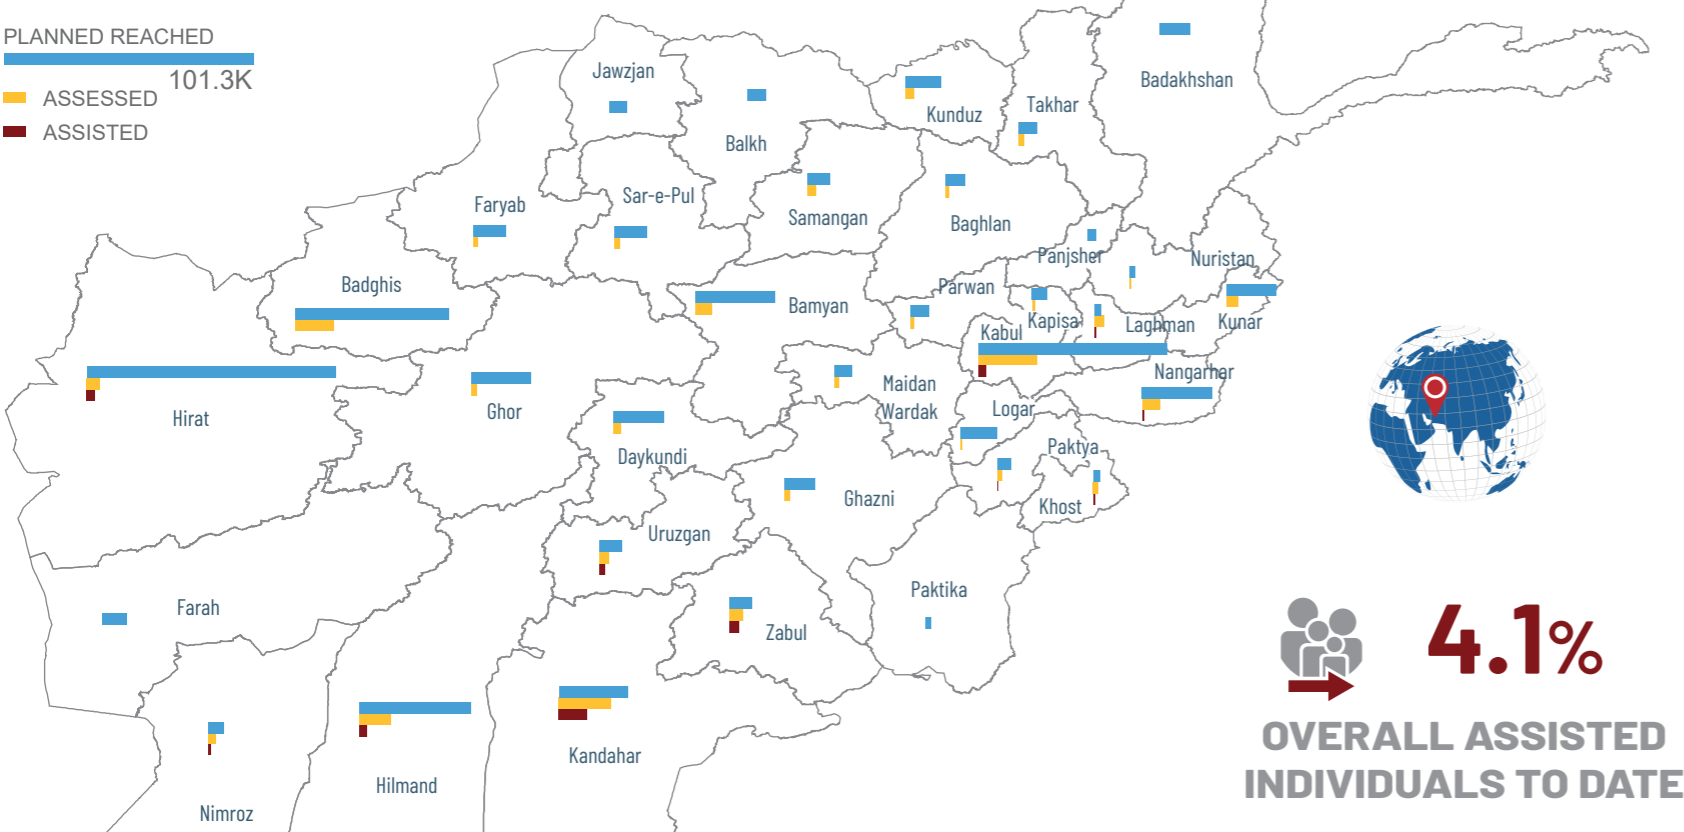 PLANNED REACHED
101.3K
ASSESSED
ASSISTED
Jawzjan
Balkh
Kunduz
Takhar
Badakhshan
Faryab
Sar-e-Pul
Samangan
Baghlan
Panjsher
Nuristan
Badghis
Bamyan
Parwan
Kapisa
Laghman
Kunar
Kabul
Hirat
Ghor
Maidan
Wardak
Nangarhar
Logar
Daykundi
Paktya
Ghazni
Khost
Uruzgan
Farah
Zabul
Paktika
Kandahar
Hilmand
Nimroz
4.1%
OVERALL ASSISTED
INDIVIDUALS TO DATE